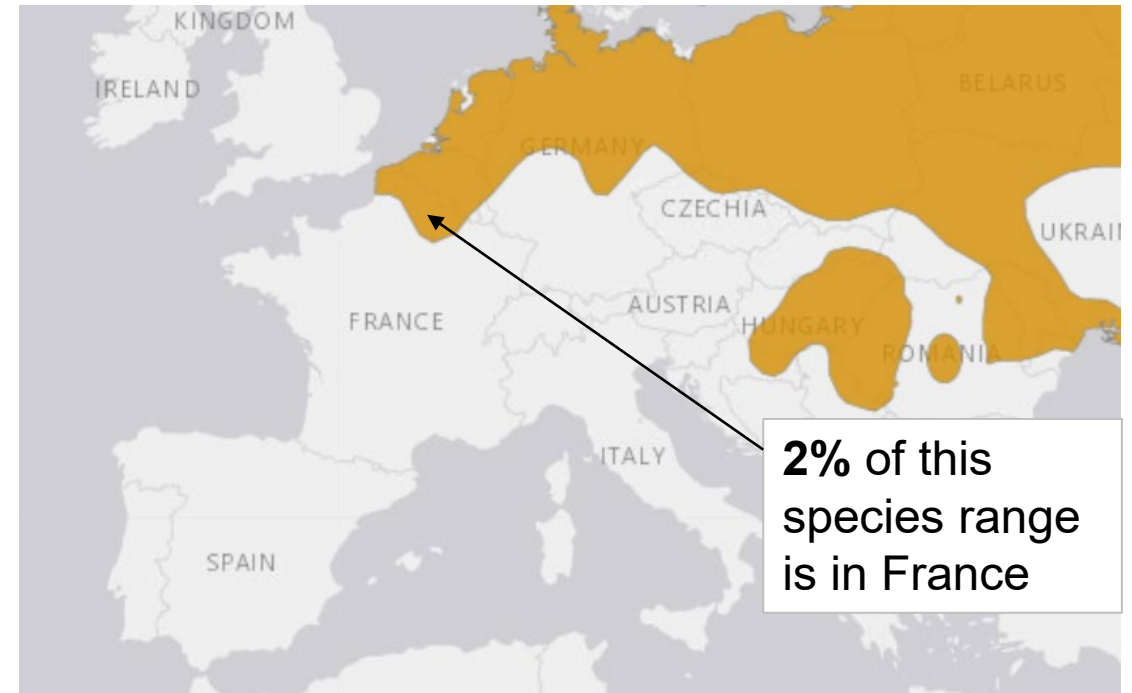 KINGDOM
IRELAND
BELARUS
GERMANY
CZECHIA
UKRAIN
AUSTRIA
FRANCE
HUNGARY
ROMANIA
ITALY
SPAIN
2% of this
species range
is in France